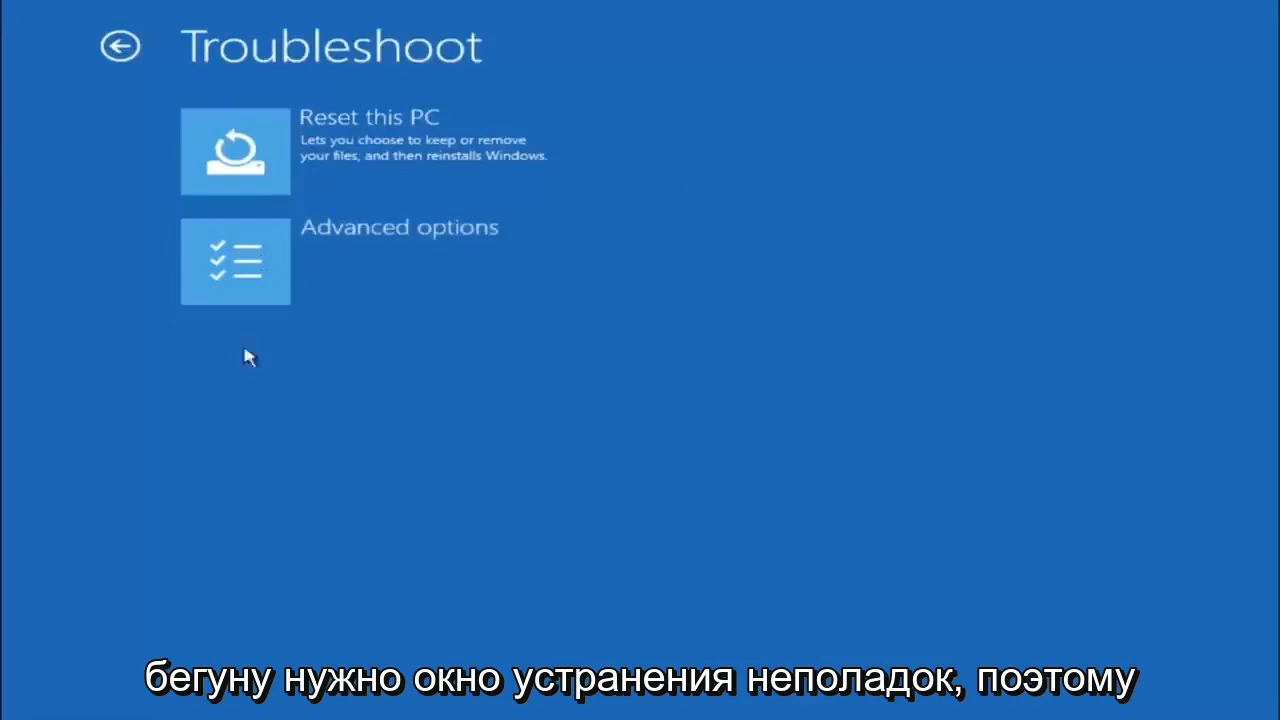 Troubleshoot
Reset this PC
Lets you choose to keep or remove
your files, and then reinstalls Windows.
Advanced options
бегуну нужно окно устранения неполадок, поэтому